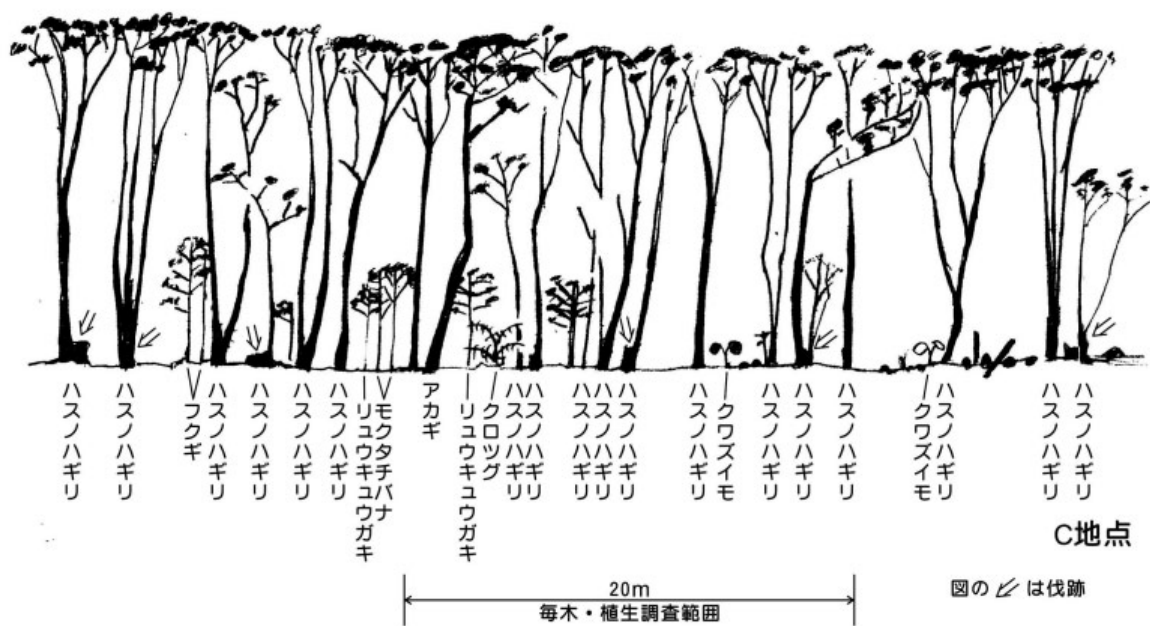 ハスノハギリ
ハスノハギリ
フクギ
ハスノハギリ
ハスノハギリ
ハスノハギリ
ハスノハギリ
リュウキュウガキ
モクタチバナ
アカギ
リュウキュウガキ
クロツグ
ハスノハギリ
ハスノハギリ
ハスノハギリ
ハスノハギリ
ハスノハギリ
ハスノハギリ
クワズイモ
ハスノハギリ
ハスノハギリ
ハスノハギリ
クワズイモ
ハスノハギリ
ハスノハギリ
ハスノハギリ
C地点
20m
毎木・植生調査範囲
図の は伐跡